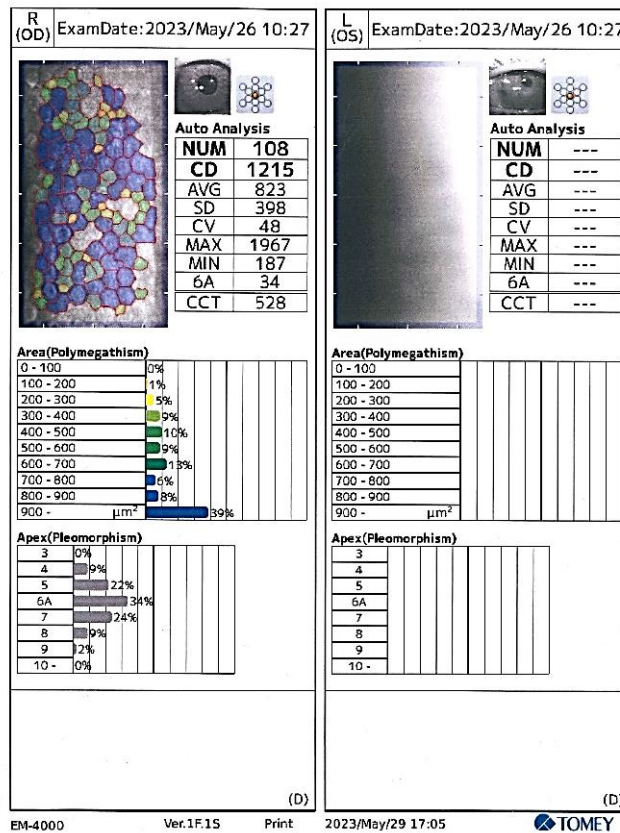 R
(OD)
ExamDate:2023/May/26 10:27
Auto Analysis
NUM 108
CD 1215
AVG 823
SD 398
CV 48
MAX 1967
MIN 187
6A 34
CCT 528
Area(Polymegathism)
0 - 100 0%
100 - 200 1%
200 - 300 5%
300 - 400 9%
400 - 500 10%
500 - 600 9%
600 - 700 13%
700 - 800 6%
800 - 900 8%
900 - µm² 39%
Apex(Pleomorphism)
3 0%
4 9%
5 22%
6A 34%
7 24%
8 9%
9 2%
10 - 0%
(D)
L
(OS)
ExamDate:2023/May/26 10:27
Auto Analysis
NUM ---
CD ---
AVG ---
SD ---
CV ---
MAX ---
MIN ---
6A ---
CCT ---
Area(Polymegathism)
0 - 100
100 - 200
200 - 300
300 - 400
400 - 500
500 - 600
600 - 700
700 - 800
800 - 900
900 - µm²
Apex(Pleomorphism)
3
4
5
6A
7
8
9
10 -
(D)
EM-4000 Ver.1F.1S Print 2023/May/29 17:05 TOMEY